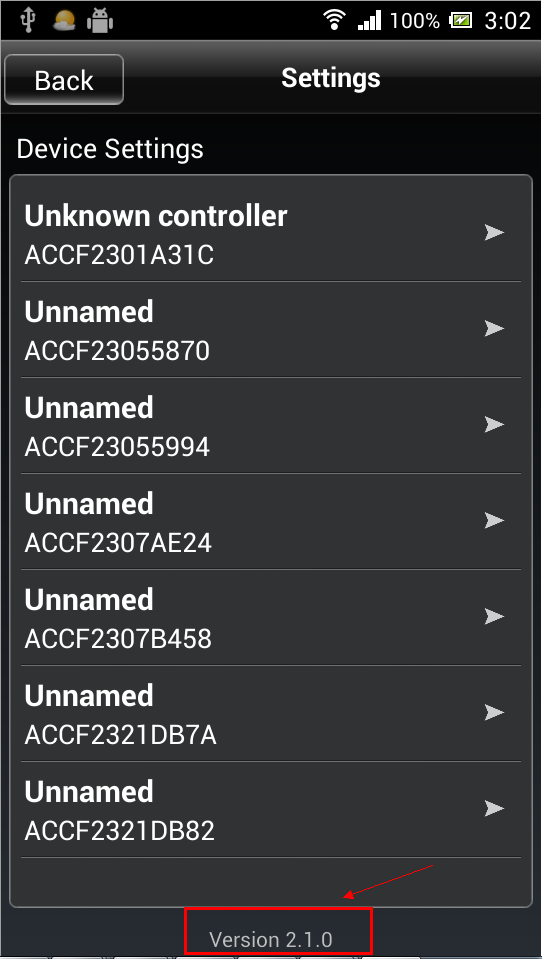 100% 3:02
Back Settings
Device Settings
Unknown controller
ACCF2301A31C
Unnamed
ACCF23055870
Unnamed
ACCF23055994
Unnamed
ACCF2307AE24
Unnamed
ACCF2307B458
Unnamed
ACCF2321DB7A
Unnamed
ACCF2321DB82
Version 2.1.0